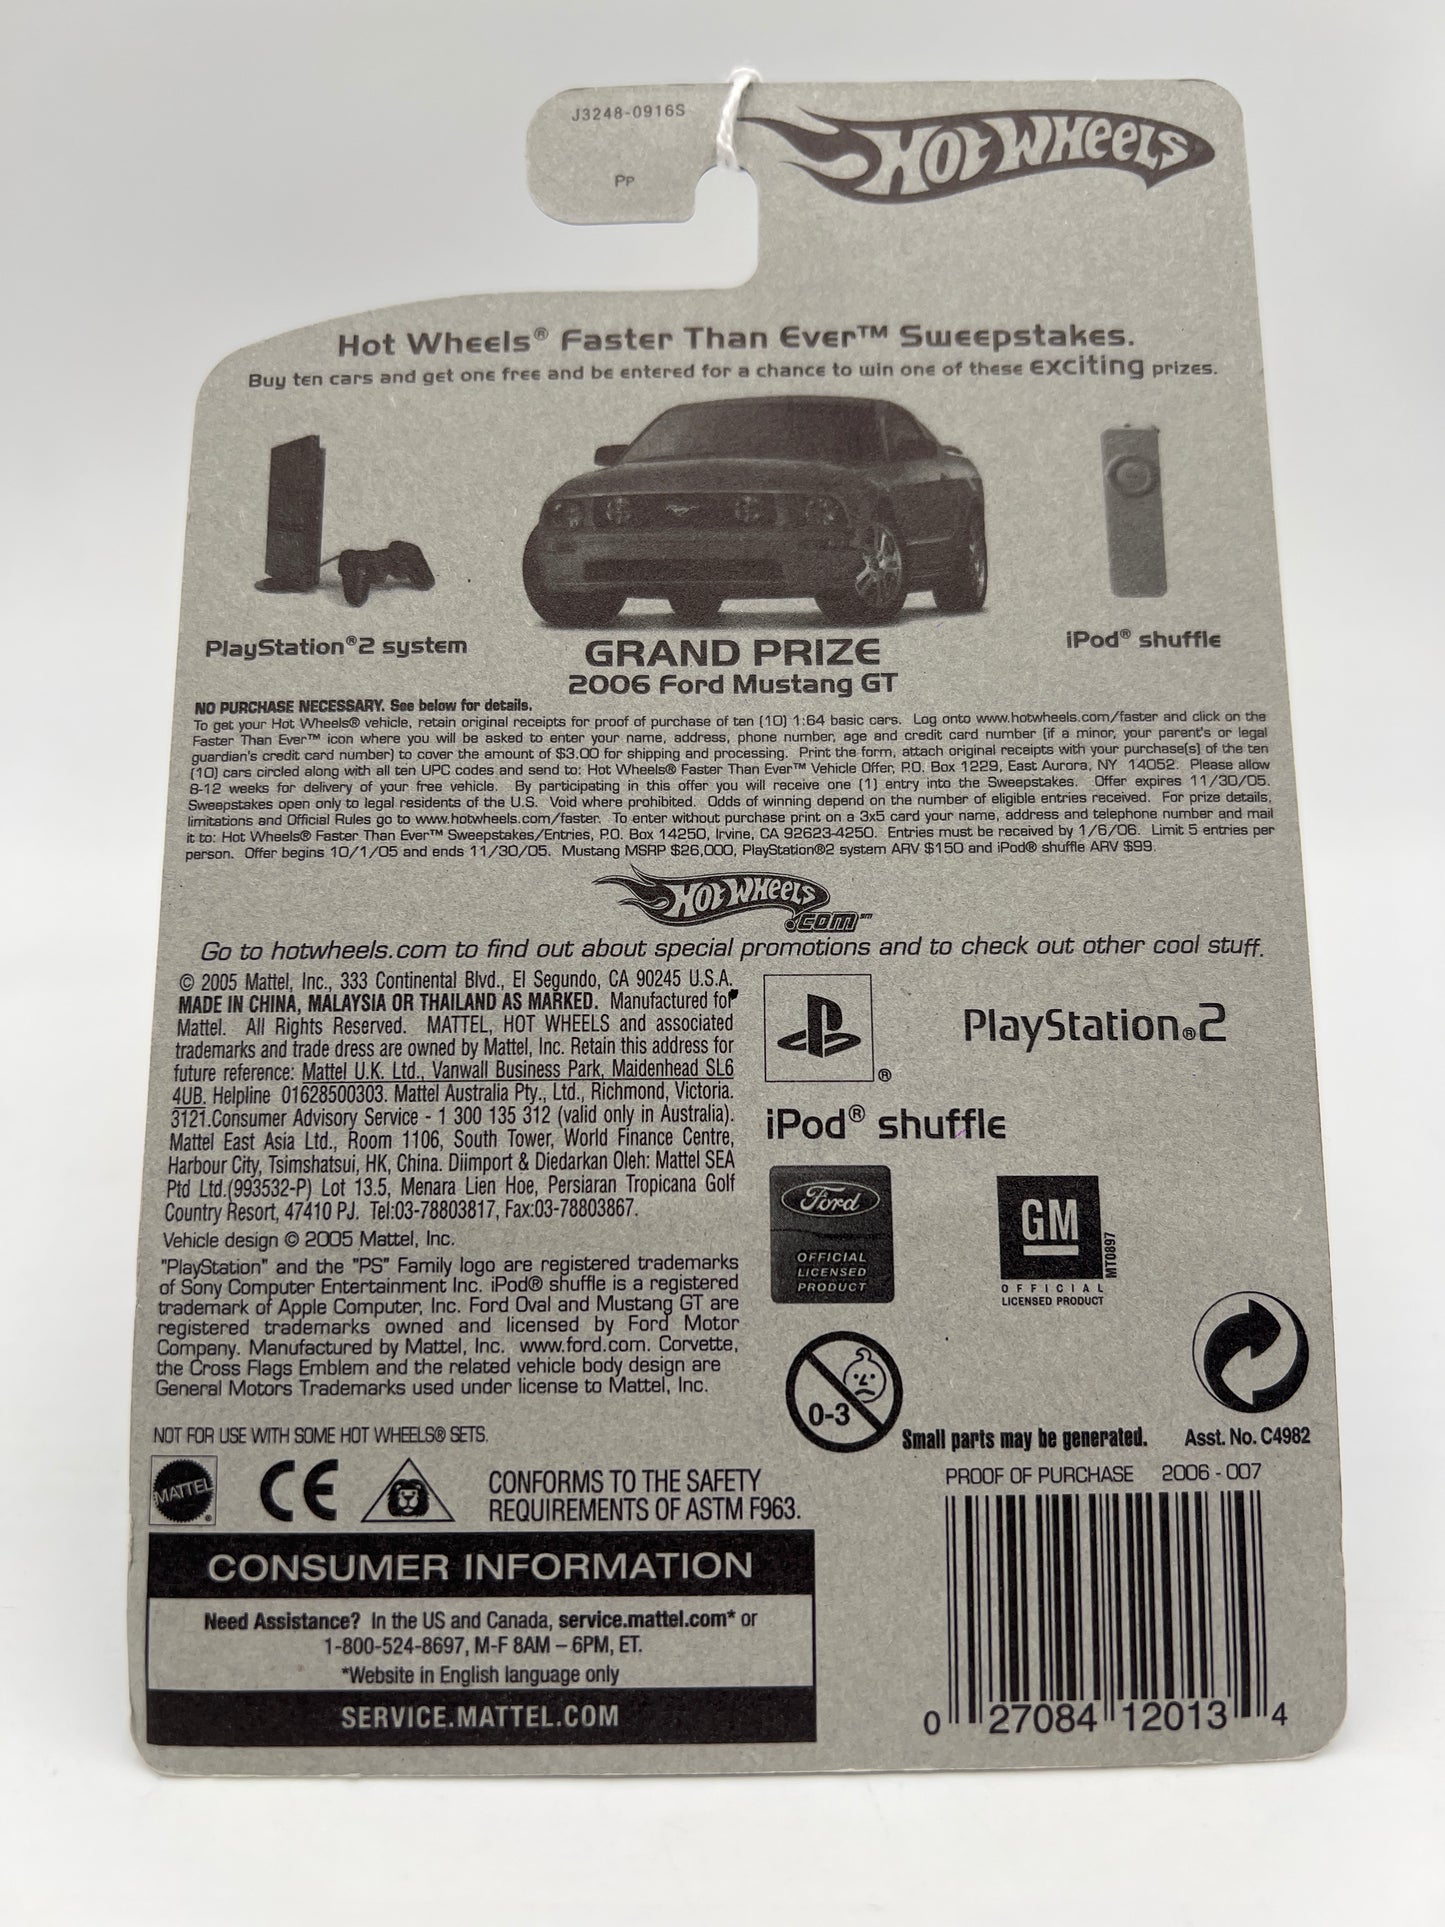 J3248-0916S
PP
HOT WHEELS
Hot Wheels® Faster Than Ever™ Sweepstakes.
Buy ten cars and get one free and be entered for a chance to win one of these exciting prizes.
PlayStation®2 system
GRAND PRIZE
2006 Ford Mustang GT
iPod® shuffle
NO PURCHASE NECESSARY. See below for details.
To get your Hot Wheels® vehicle, retain original receipts for proof of purchase of ten (10) 1:64 basic cars. Log onto www.hotwheels.com/faster and click on the
Faster Than Ever™ icon where you will be asked to enter your name, address, phone number, age and credit card number (if a minor, your parent's or legal
guardian's credit card number) to cover the amount of $3.00 for shipping and processing. Print the form, attach original receipts with your purchase(s) of the ten
(10) cars circled along with all ten UPC codes and send to: Hot Wheels® Faster Than Ever™ Vehicle Offer, P.O. Box 1229, East Aurora, NY 14052. Please allow
8-12 weeks for delivery of your free vehicle. By participating in this offer you will receive one (1) entry into the Sweepstakes. Offer expires 11/30/05.
Sweepstakes open only to legal residents of the U.S. Void where prohibited. Odds of winning depend on the number of eligible entries received. For prize details,
limitations and Official Rules go to www.hotwheels.com/faster. To enter without purchase print on a 3x5 card your name, address and telephone number and mail
it to: Hot Wheels® Faster Than Ever™ Sweepstakes/Entries, P.O. Box 14250, Irvine, CA 92623-4250. Entries must be received by 1/6/06. Limit 5 entries per
person. Offer begins 10/1/05 and ends 11/30/05. Mustang MSRP $26,000, PlayStation®2 system ARV $150 and iPod® shuffle ARV $99.
HOT WHEELS
.com℠
Go to hotwheels.com to find out about special promotions and to check out other cool stuff.
© 2005 Mattel, Inc., 333 Continental Blvd., El Segundo, CA 90245 U.S.A.
MADE IN CHINA, MALAYSIA OR THAILAND AS MARKED. Manufactured for
Mattel. All Rights Reserved. MATTEL, HOT WHEELS and associated
trademarks and trade dress are owned by Mattel, Inc. Retain this address for
future reference: Mattel U.K. Ltd., Vanwall Business Park, Maidenhead SL6
4UB. Helpline 01628500303. Mattel Australia Pty., Ltd., Richmond, Victoria.
3121.Consumer Advisory Service - 1 300 135 312 (valid only in Australia).
Mattel East Asia Ltd., Room 1106, South Tower, World Finance Centre,
Harbour City, Tsimshatsui, HK, China. Diimport & Diedarkan Oleh: Mattel SEA
Ptd Ltd.(993532-P) Lot 13.5, Menara Lien Hoe, Persiaran Tropicana Golf
Country Resort, 47410 PJ. Tel:03-78803817, Fax:03-78803867.
Vehicle design © 2005 Mattel, Inc.
"PlayStation" and the "PS" Family logo are registered trademarks
of Sony Computer Entertainment Inc. iPod® shuffle is a registered
trademark of Apple Computer, Inc. Ford Oval and Mustang GT are
registered trademarks owned and licensed by Ford Motor
Company. Manufactured by Mattel, Inc. www.ford.com. Corvette,
the Cross Flags Emblem and the related vehicle body design are
General Motors Trademarks used under license to Mattel, Inc.
®
PlayStation®2
iPod® shuffle
Ford
OFFICIAL
LICENSED
PRODUCT
GM
MT0897
OFFICIAL
LICENSED PRODUCT
0-3
Small parts may be generated.
Asst. No. C4982
NOT FOR USE WITH SOME HOT WHEELS® SETS.
MATTEL®
CE
CONFORMS TO THE SAFETY
REQUIREMENTS OF ASTM F963.
PROOF OF PURCHASE 2006 - 007
CONSUMER INFORMATION
Need Assistance? In the US and Canada, service.mattel.com* or
1-800-524-8697, M-F 8AM – 6PM, ET.
*Website in English language only
SERVICE.MATTEL.COM
0 27084 12013 4